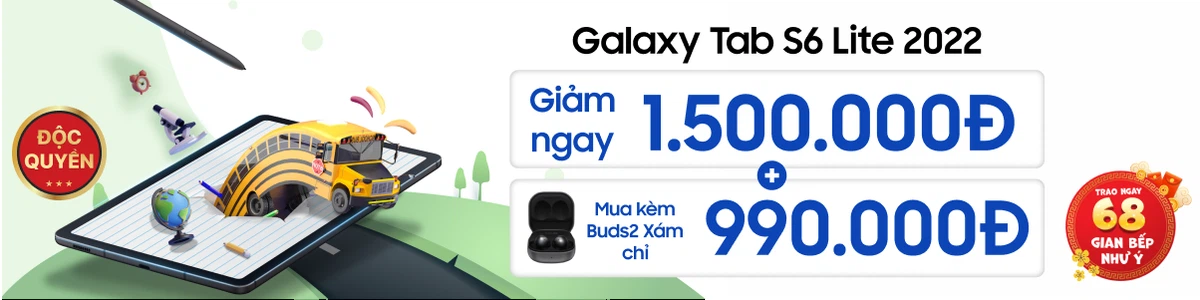 Galaxy Tab S6 Lite 2022
Giảm
ngay
1.500.000Đ
+
Mua kèm
Buds2 Xám
chỉ
990.000Đ
ĐỘC
QUYỀN
TRAO NGAY
68
GIAN BẾP
NHƯ Ý